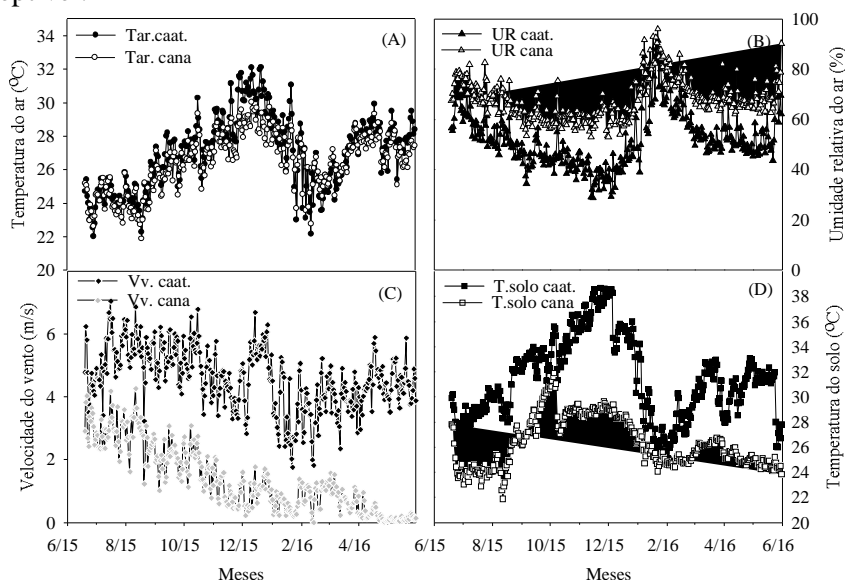 Tar.caat.
Tar. cana
(A)
34
32
30
28
26
24
22
20
Temperatura do ar (ºC)
UR caat.
UR cana
(B)
100
80
60
40
20
0
Umidade relativa do ar (%)
Vv. caat.
Vv. cana
(C)
6
4
2
0
Velocidade do vento (m/s)
T.solo caat.
T.solo cana
(D)
38
36
34
32
30
28
26
24
22
20
Temperatura do solo (ºC)
6/15 8/15 10/15 12/15 2/16 4/16
6/15 8/15 10/15 12/15 2/16 4/16 6/16
Meses
Meses